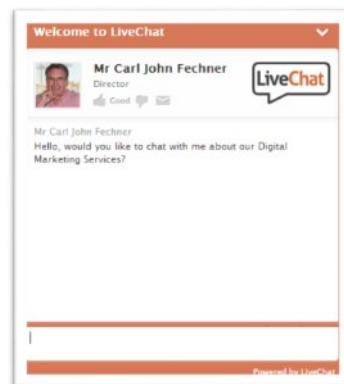 Welcome to LiveChat
Mr Carl John Fechner
Director
Good
LiveChat
Mr Carl John Fechner
Hello, would you like to chat with me about our Digital
Marketing Services?
Powered by LiveChat